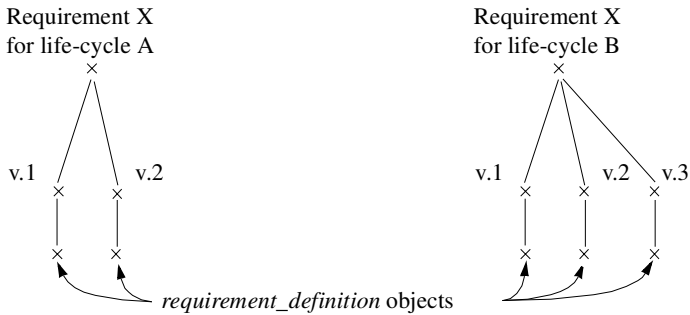 Requirement X
for life-cycle A
Requirement X
for life-cycle B
v.1
v.2
v.1
v.2
v.3
requirement_definition objects